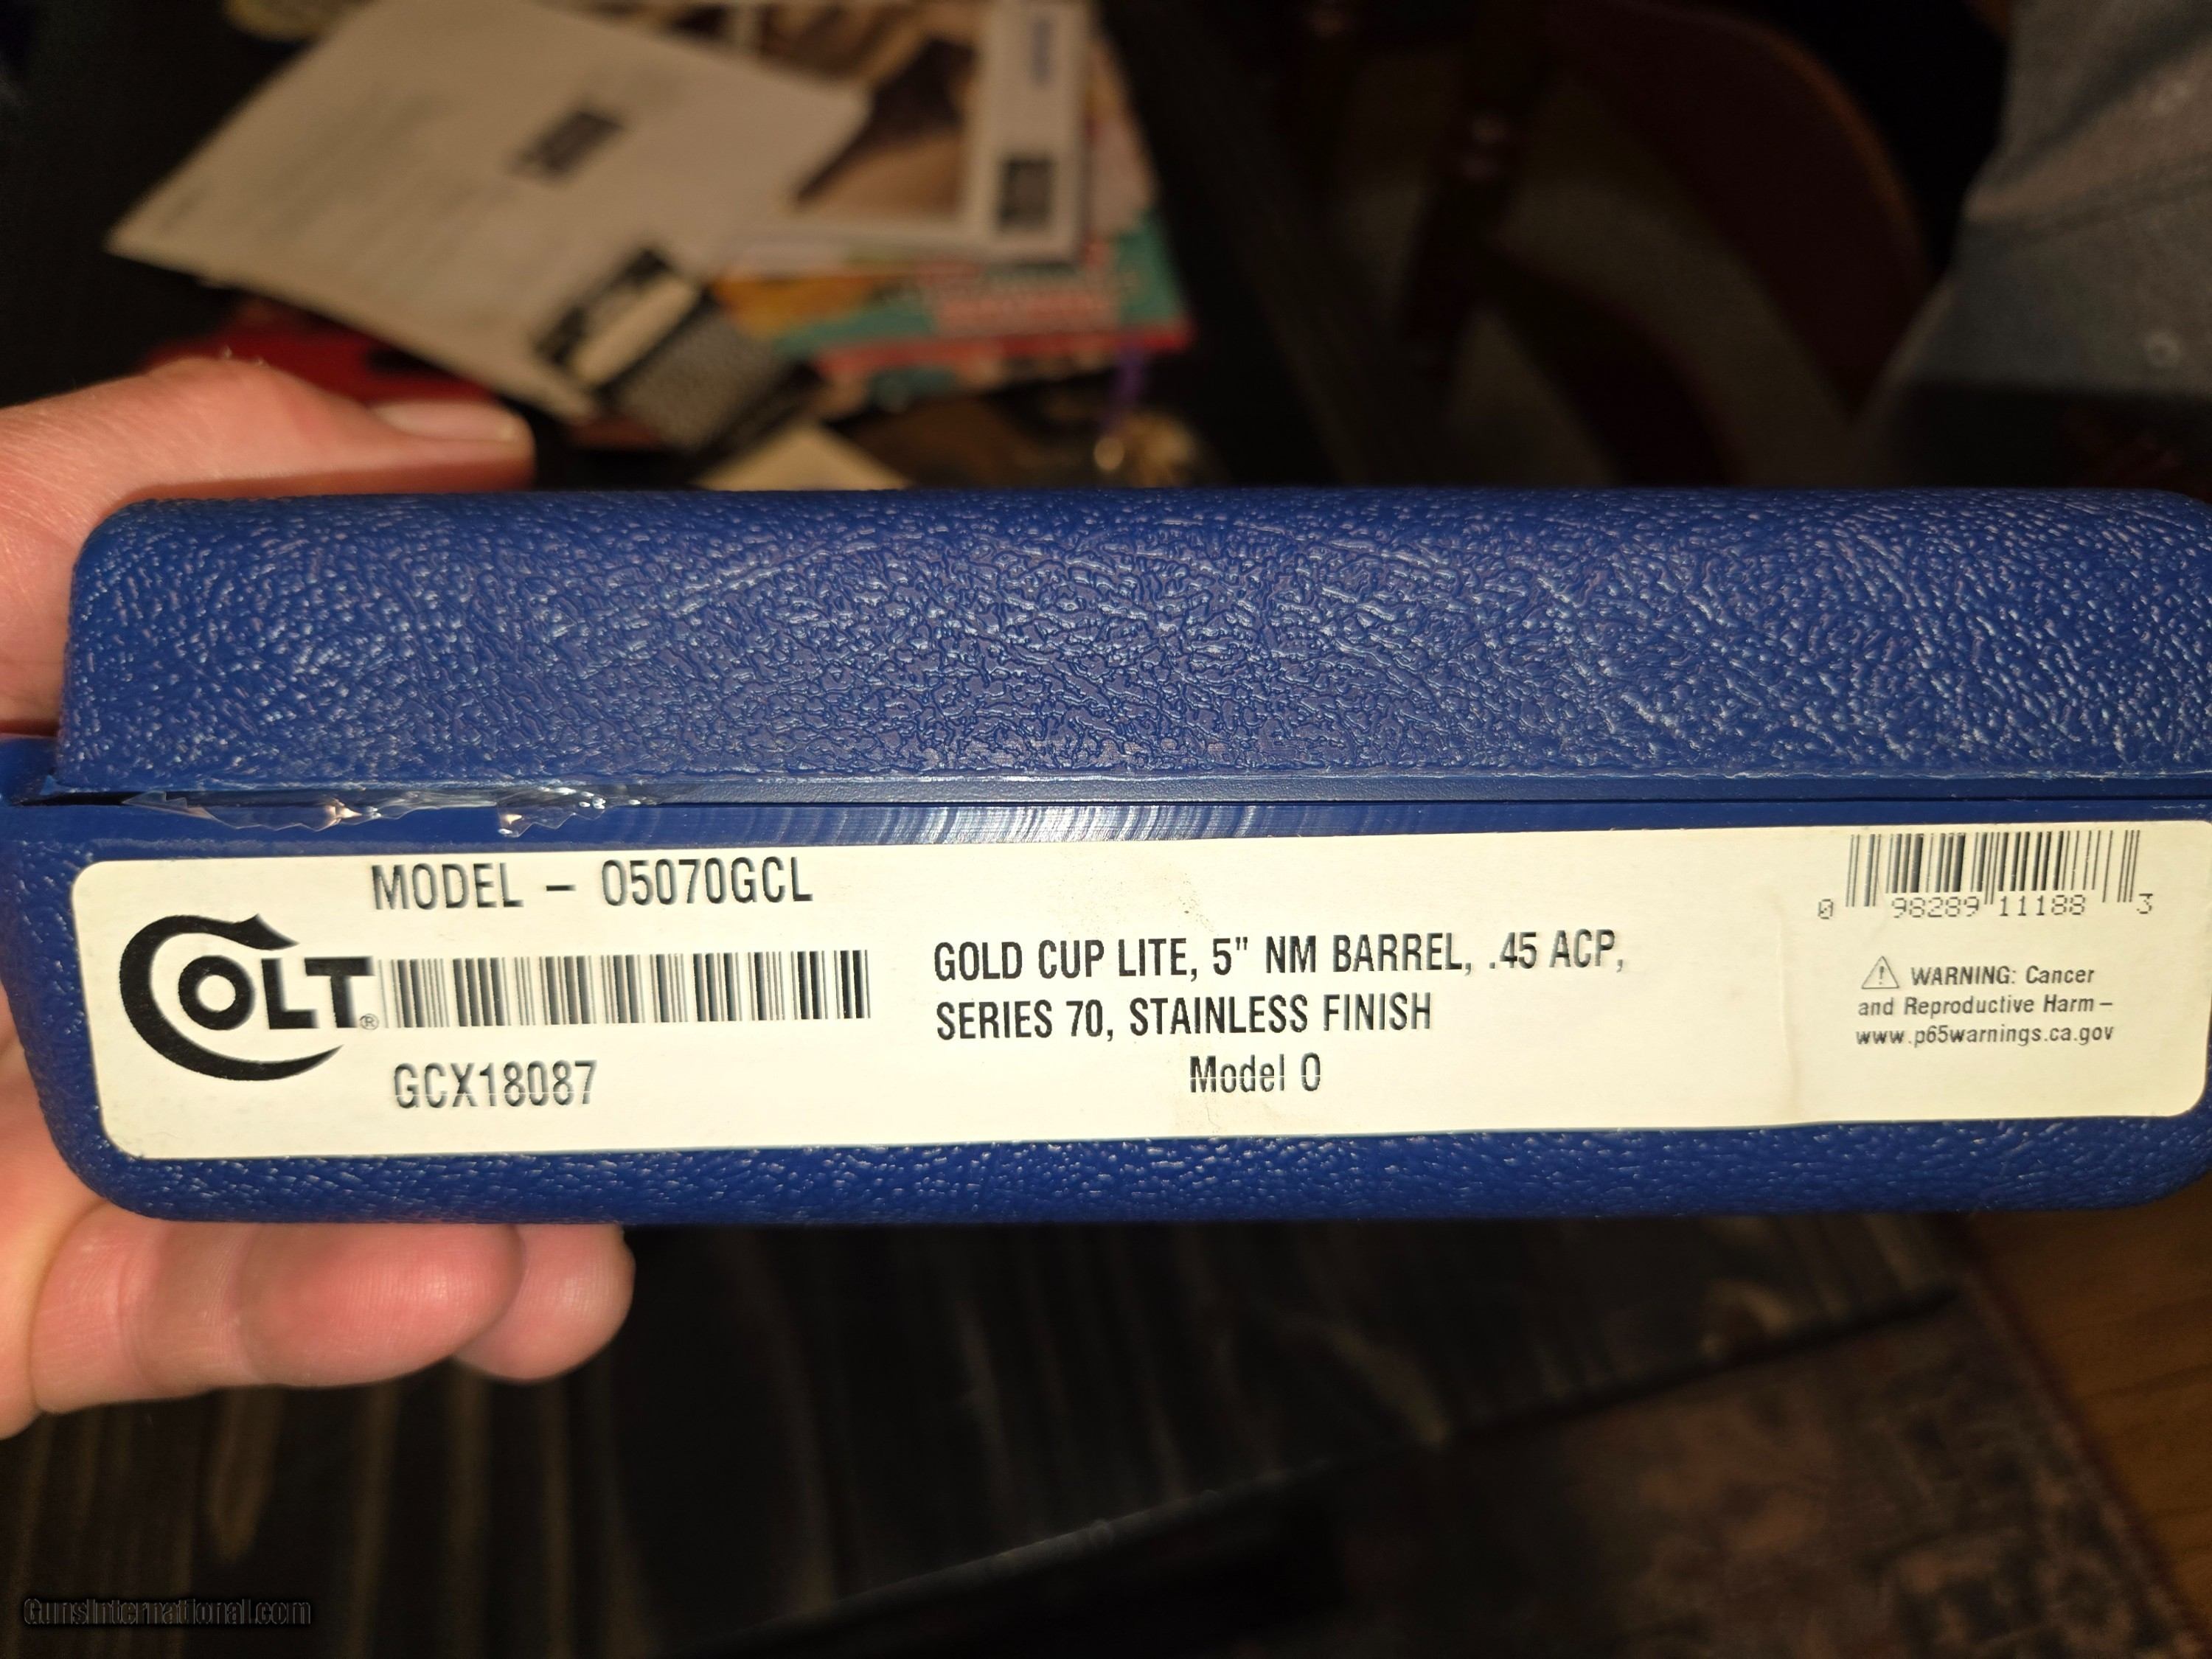 MODEL - O5070GCL
COLT®
GCX18087
GOLD CUP LITE, 5" NM BARREL, .45 ACP,
SERIES 70, STAINLESS FINISH
Model O
0 98289 11188 3
⚠ WARNING: Cancer
and Reproductive Harm –
www.p65warnings.ca.gov
GunsInternational.com